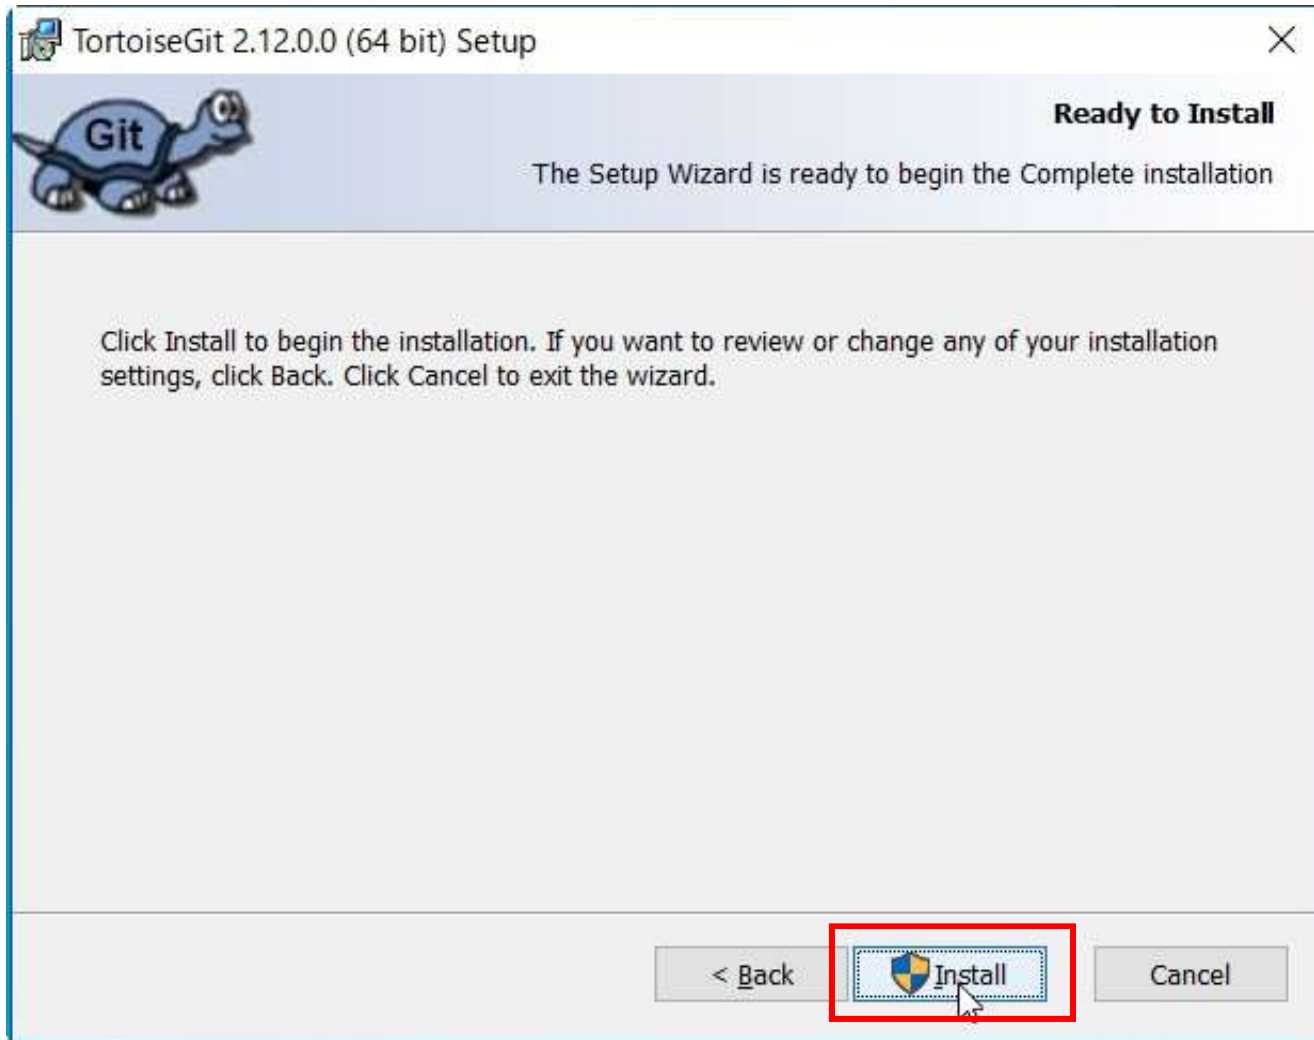 TortoiseGit 2.12.0.0 (64 bit) Setup
Git
Ready to Install
The Setup Wizard is ready to begin the Complete installation
Click Install to begin the installation. If you want to review or change any of your installation
settings, click Back. Click Cancel to exit the wizard.
< Back
Install
Cancel